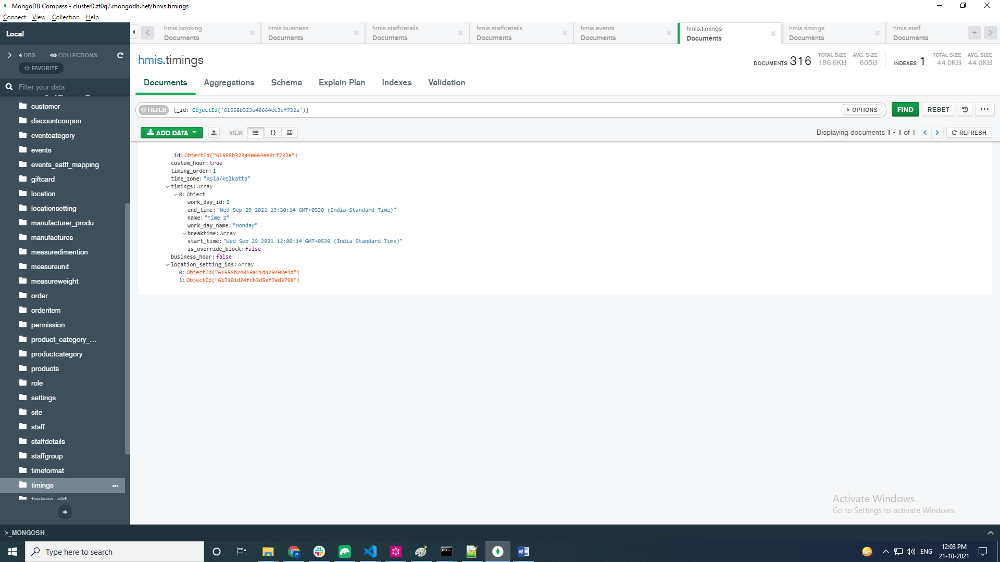 MongoDB Compass - cluster0.zt0q7.mongodb.net/hmis.timings
Connect View Collection Help
Local
4 DBS 40 COLLECTIONS
FAVORITE
Filter your data
customer
discountcoupon
eventcategory
events
events_satff_mapping
giftcard
location
locationsetting
manufacturer_produ...
manufactures
measuredimention
measureunit
measureweight
order
orderitem
permission
product_category_...
productcategory
products
role
settings
site
staff
staffdetails
staffgroup
timeformat
timings
hmis.booking
Documents
hmis.business
Documents
hmis.staffdetails
Documents
hmis.staffdetails
Documents
hmis.events
Documents
hmis.timings
Documents
hmis.timings
Documents
hmis.staff
Documents
hmis.timings
DOCUMENTS 316 TOTAL SIZE 186.6KB AVG. SIZE 605B INDEXES 1 TOTAL SIZE 44.0KB AVG. SIZE 44.0KB
Documents Aggregations Schema Explain Plan Indexes Validation
FILTER {_id: ObjectId('61558b323a40664ee3cf732a')} OPTIONS FIND RESET
ADD DATA VIEW {} Displaying documents 1 - 1 of 1 REFRESH
_id: ObjectId("61558b323a40664ee3cf732a")
custom_hour: true
timing_order: 1
time_zone: "Asia/kolkatta"
timings: Array
0: Object
work_day_id: 2
end_time: "Wed Sep 29 2021 13:30:14 GMT+0530 (India Standard Time)"
name: "Time 2"
work_day_name: "Monday"
breaktime: Array
start_time: "Wed Sep 29 2021 12:00:14 GMT+0530 (India Standard Time)"
is_override_block: false
business_hour: false
location_setting_ids: Array
0: ObjectId("61558b24016a21d429402e1d")
1: ObjectId("617101d24fcb3d5ef7ed3798")
Activate Windows
Go to Settings to activate Windows.
>_MONGOSH
Type here to search
ENG
12:03 PM
21-10-2021